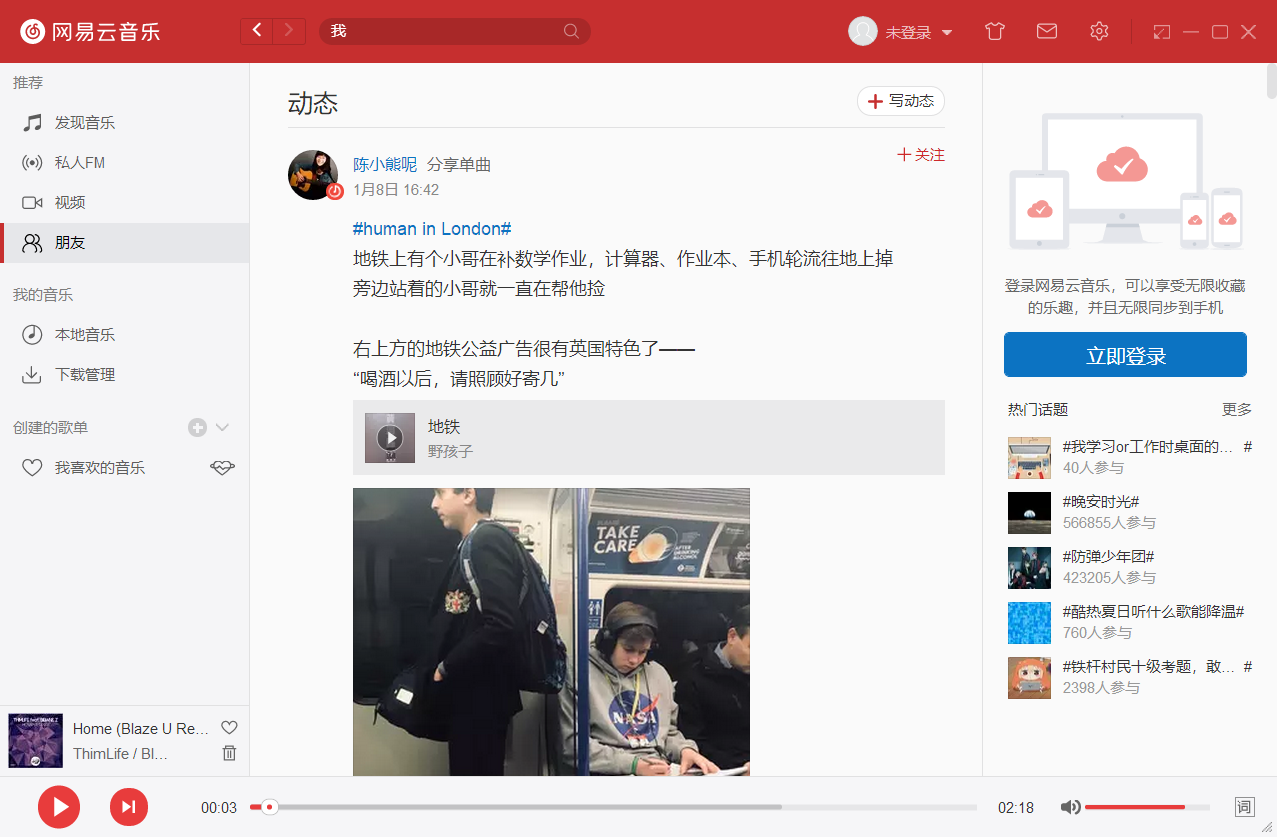 网易云音乐
我
未登录
推荐
发现音乐
私人FM
视频
朋友
我的音乐
本地音乐
下载管理
创建的歌单
我喜欢的音乐
动态
写动态
陈小熊呢 分享单曲
1月8日 16:42
关注
#human in London#
地铁上有个小哥在补数学作业，计算器、作业本、手机轮流往地上掉
旁边站着的小哥就一直在帮他捡
右上方的地铁公益广告很有英国特色了——
“喝酒以后，请照顾好寄几”
地铁
野孩子
PLEASE
TAKE
CARE
AFTER
DRINKING
ALCOHOL
NASA
登录网易云音乐，可以享受无限收藏
的乐趣，并且无限同步到手机
立即登录
热门话题 更多
#我学习or工作时桌面的… #
40人参与
#晚安时光#
566855人参与
#防弹少年团#
423205人参与
#酷热夏日听什么歌能降温#
760人参与
#铁杆村民十级考题，敢… #
2398人参与
Home (Blaze U Re…
ThimLife / Bl…
00:03
02:18
词